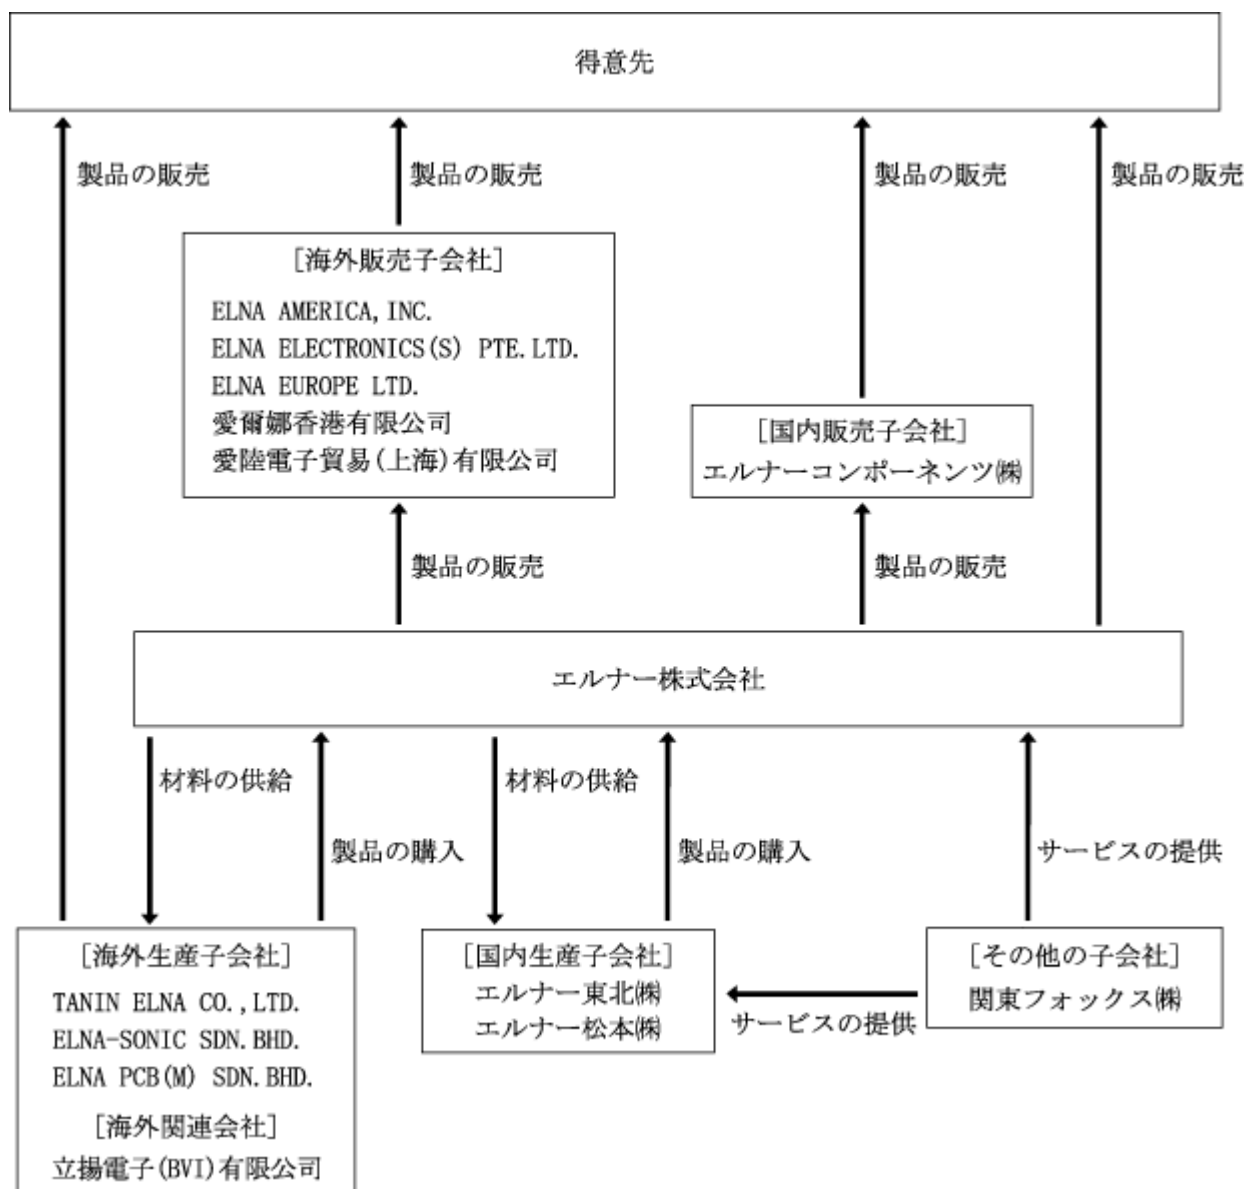 得意先
製品の販売
製品の販売
製品の販売
製品の販売
[海外販売子会社]
ELNA AMERICA,INC.
ELNA ELECTRONICS(S) PTE.LTD.
ELNA EUROPE LTD.
愛爾娜香港有限公司
愛陸電子貿易(上海)有限公司
[国内販売子会社]
エルナーコンポーネンツ㈱
製品の販売
製品の販売
エルナー株式会社
材料の供給
製品の購入
材料の供給
製品の購入
サービスの提供
[海外生産子会社]
TANIN ELNA CO.,LTD.
ELNA-SONIC SDN.BHD.
ELNA PCB(M) SDN.BHD.
[海外関連会社]
立揚電子(BVI)有限公司
[国内生産子会社]
エルナー東北㈱
エルナー松本㈱
サービスの提供
[その他の子会社]
関東フォックス㈱